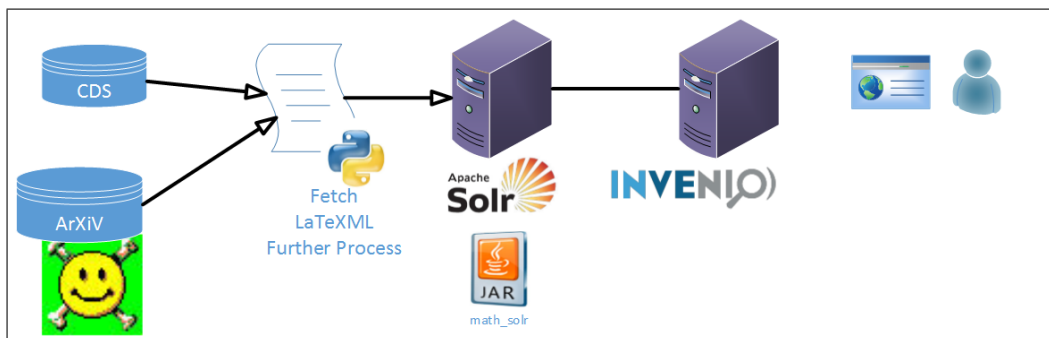 CDS
ArXiV
Fetch
LaTeXML
Further Process
Apache
Solr
JAR
math_solr
INVENIO